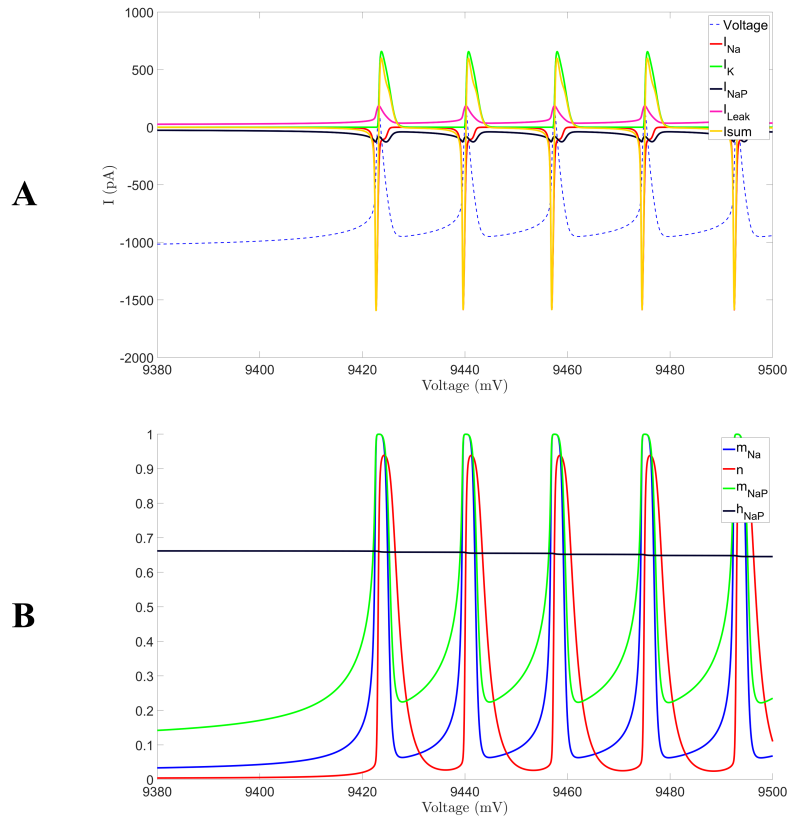 A
I (pA)
1000
500
0
-500
-1000
-1500
-2000
9380 9400 9420 9440 9460 9480 9500
Voltage (mV)
Voltage
I_Na
I_K
I_NaP
I_Leak
Isum
B
1
0.9
0.8
0.7
0.6
0.5
0.4
0.3
0.2
0.1
0
9380 9400 9420 9440 9460 9480 9500
Voltage (mV)
m_Na
n
m_NaP
h_NaP